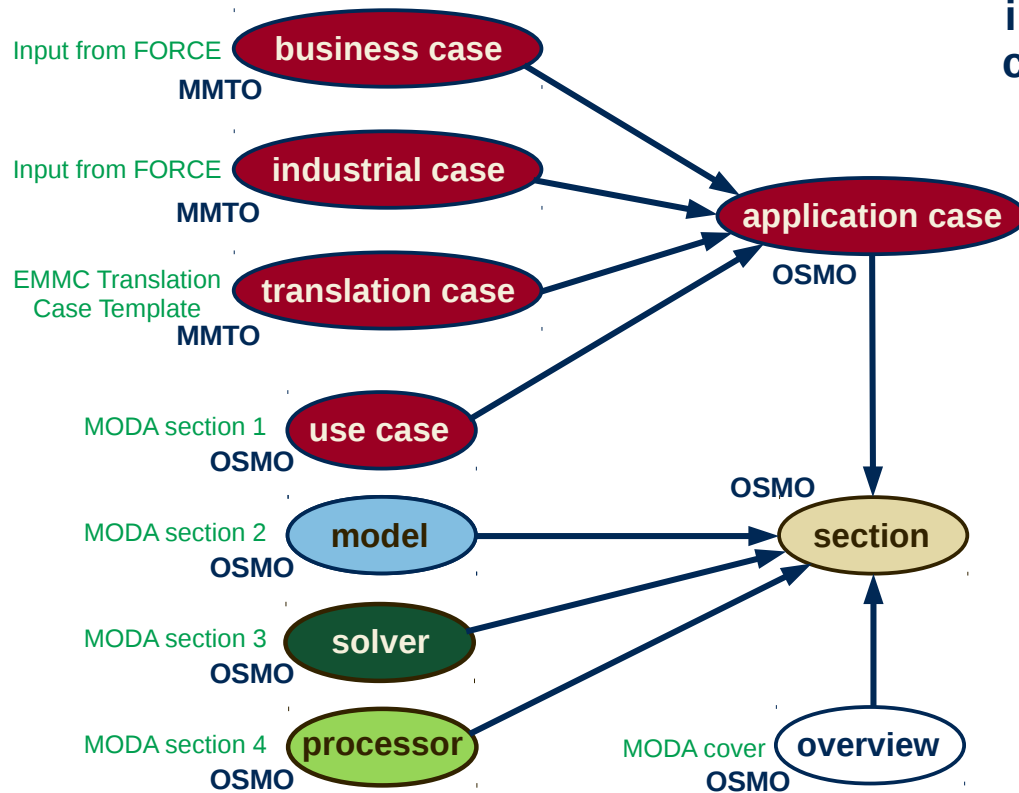 Input from FORCE
business case
MMTO
Input from FORCE
industrial case
MMTO
application case
OSMO
EMMC Translation
Case Template
translation case
MMTO
MODA section 1
use case
OSMO
OSMO
section
MODA section 2
model
OSMO
MODA section 3
solver
OSMO
MODA section 4
processor
OSMO
MODA cover
overview
OSMO